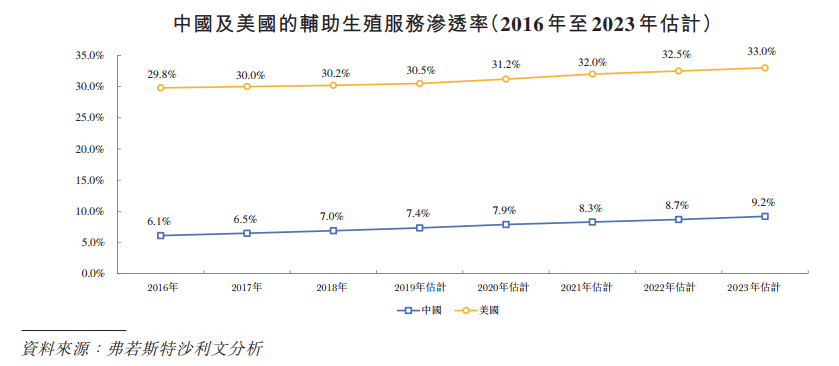 中國及美國的輔助生殖服務滲透率(2016年至2023年估計)
35.0%
30.0%
25.0%
20.0%
15.0%
10.0%
5.0%
0.0%
29.8% 30.0% 30.2% 30.5% 31.2% 32.0% 32.5% 33.0%
6.1% 6.5% 7.0% 7.4% 7.9% 8.3% 8.7% 9.2%
2016年 2017年 2018年 2019年估計 2020年估計 2021年估計 2022年估計 2023年估計
中國 美國
資料來源：弗若斯特沙利文分析